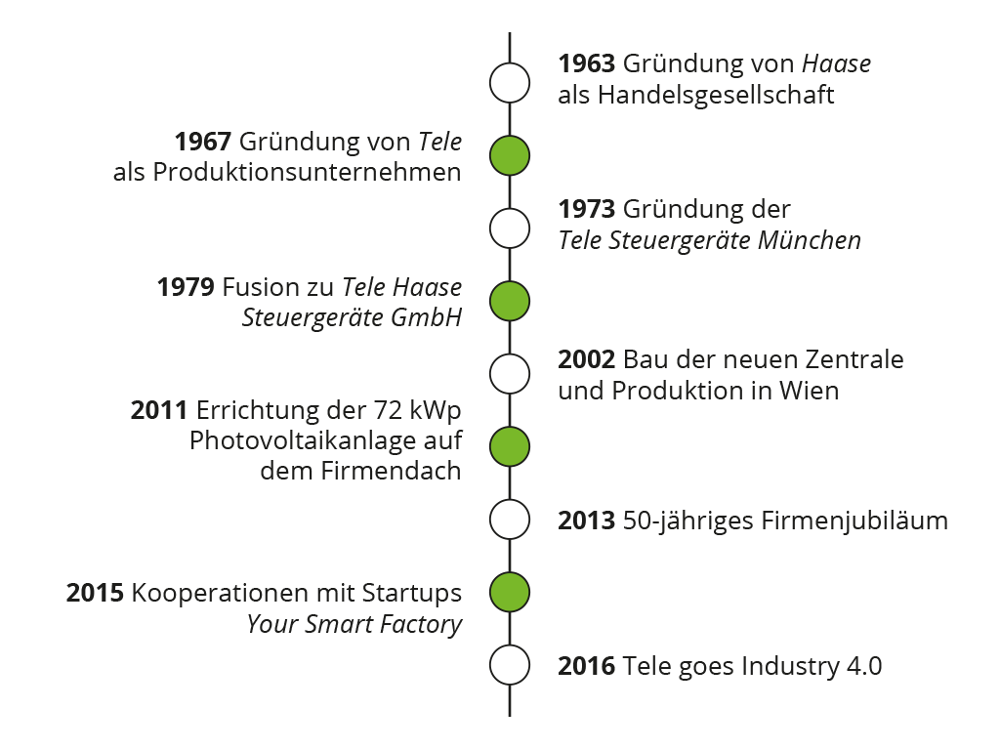 1963 Gründung von Haase
als Handelsgesellschaft
1967 Gründung von Tele
als Produktionsunternehmen
1973 Gründung der
Tele Steuergeräte München
1979 Fusion zu Tele Haase
Steuergeräte GmbH
2002 Bau der neuen Zentrale
und Produktion in Wien
2011 Errichtung der 72 kWp
Photovoltaikanlage auf
dem Firmendach
2013 50-jähriges Firmenjubiläum
2015 Kooperationen mit Startups
Your Smart Factory
2016 Tele goes Industry 4.0